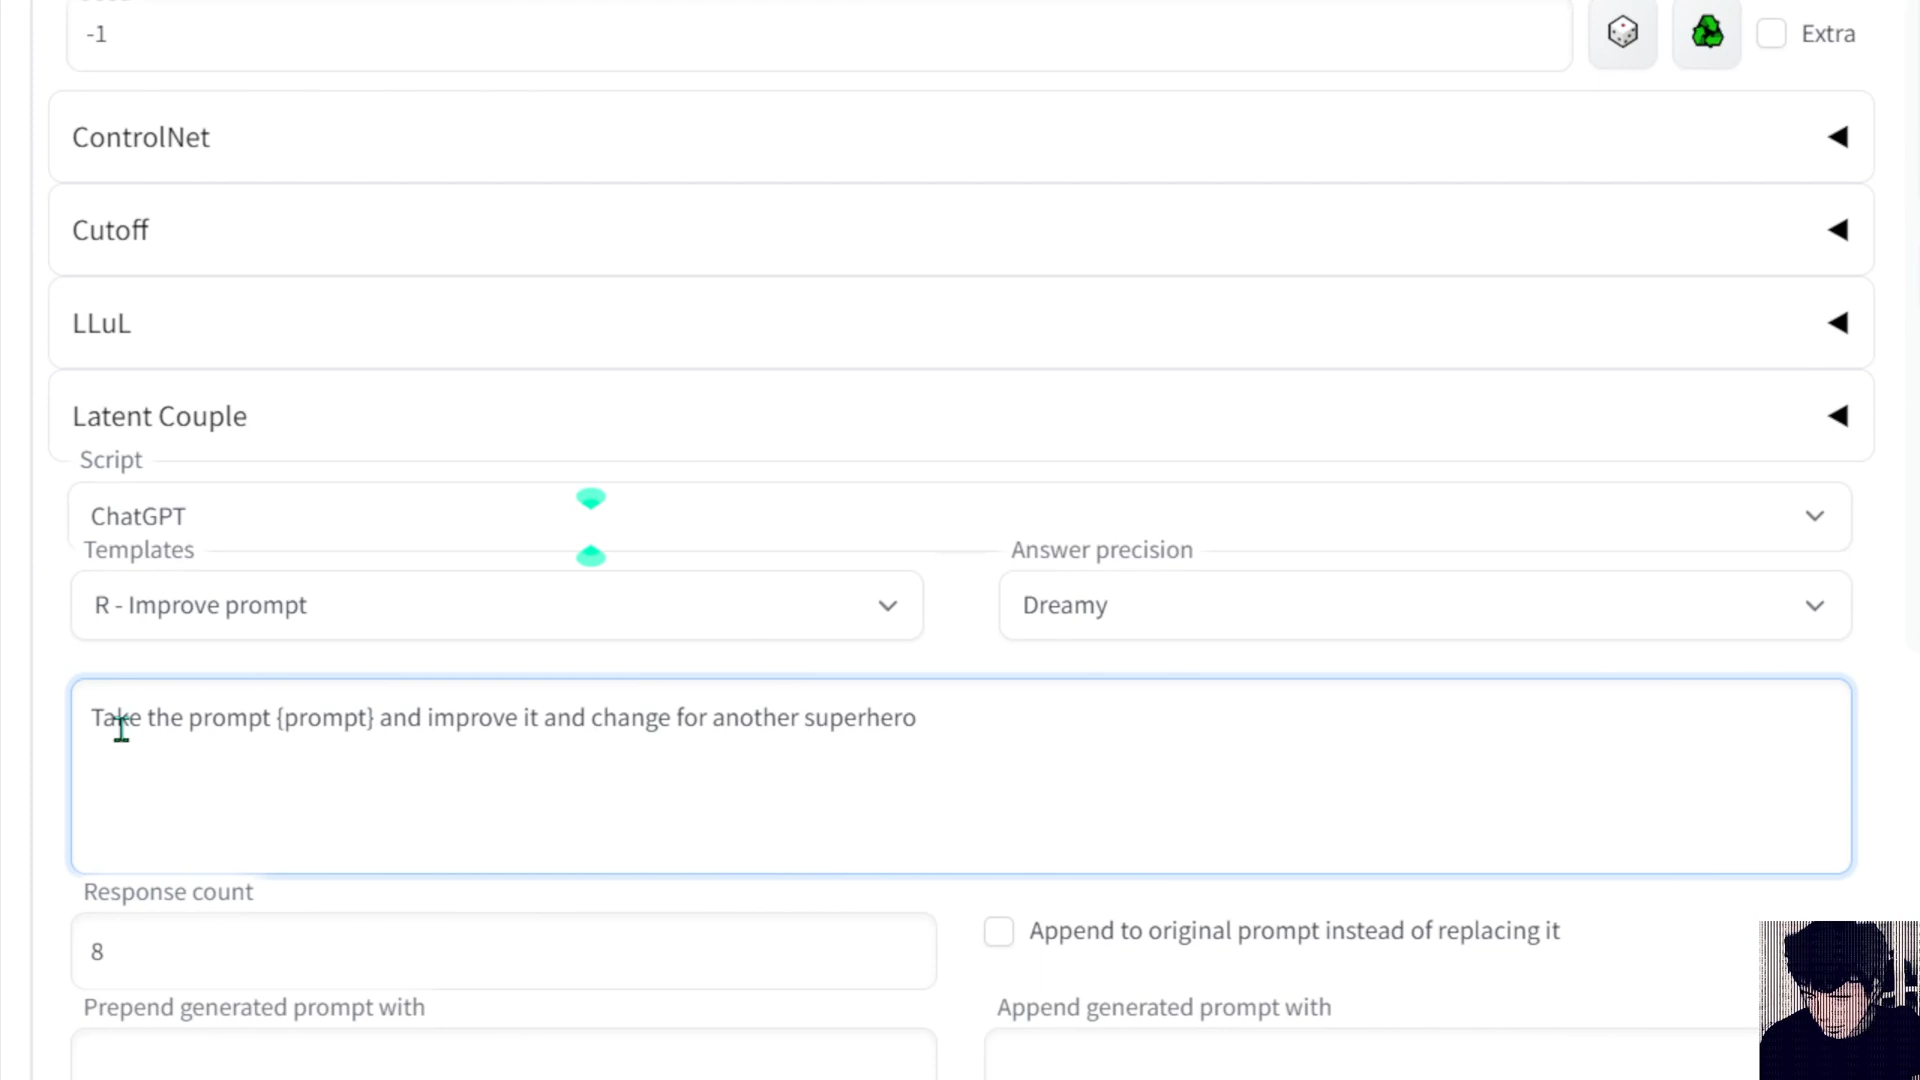 -1
Extra
ControlNet
Cutoff
LLuL
Latent Couple
Script
ChatGPT
Templates
Answer precision
R - Improve prompt
Dreamy
Take the prompt {prompt} and improve it and change for another superhero
Response count
8
Append to original prompt instead of replacing it
Prepend generated prompt with
Append generated prompt with